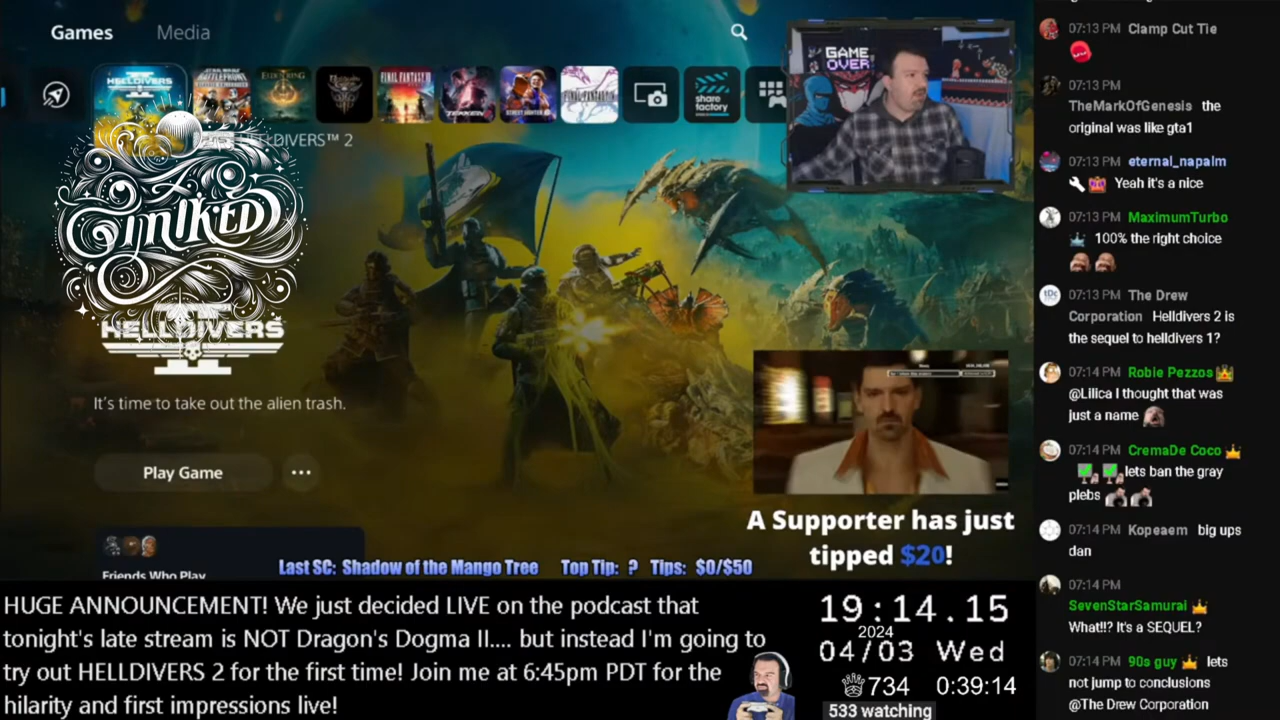 Games
Media
HELLDIVERS™ 2
HELLDIVERS
II
It's time to take out the alien trash.
Play Game
Friends Who Play
share
factory
GAME
OVER
A Supporter has just
tipped $20!
Last SC: Shadow of the Mango Tree Top Tip: ? Tips: $0/$50
HUGE ANNOUNCEMENT! We just decided LIVE on the podcast that
tonight's late stream is NOT Dragon's Dogma II.... but instead I'm going to
try out HELLDIVERS 2 for the first time! Join me at 6:45pm PDT for the
hilarity and first impressions live!
19:14.15
2024
04/03 Wed
734 0:39:14
533 watching
07:13 PM Clamp Cut Tie
07:13 PM
TheMarkOfGenesis the
original was like gta1
07:13 PM eternal_napalm
Yeah it's a nice
07:13 PM MaximumTurbo
100% the right choice
07:13 PM The Drew
Corporation Helldivers 2 is
the sequel to helldivers 1?
07:14 PM Robie Pezzos
@Lilica I thought that was
just a name
07:14 PM CremaDe Coco
lets ban the gray
plebs
07:14 PM Kopeaem big ups
dan
07:14 PM
SevenStarSamurai
What!!? It's a SEQUEL?
07:14 PM 90s guy lets
not jump to conclusions
@The Drew Corporation